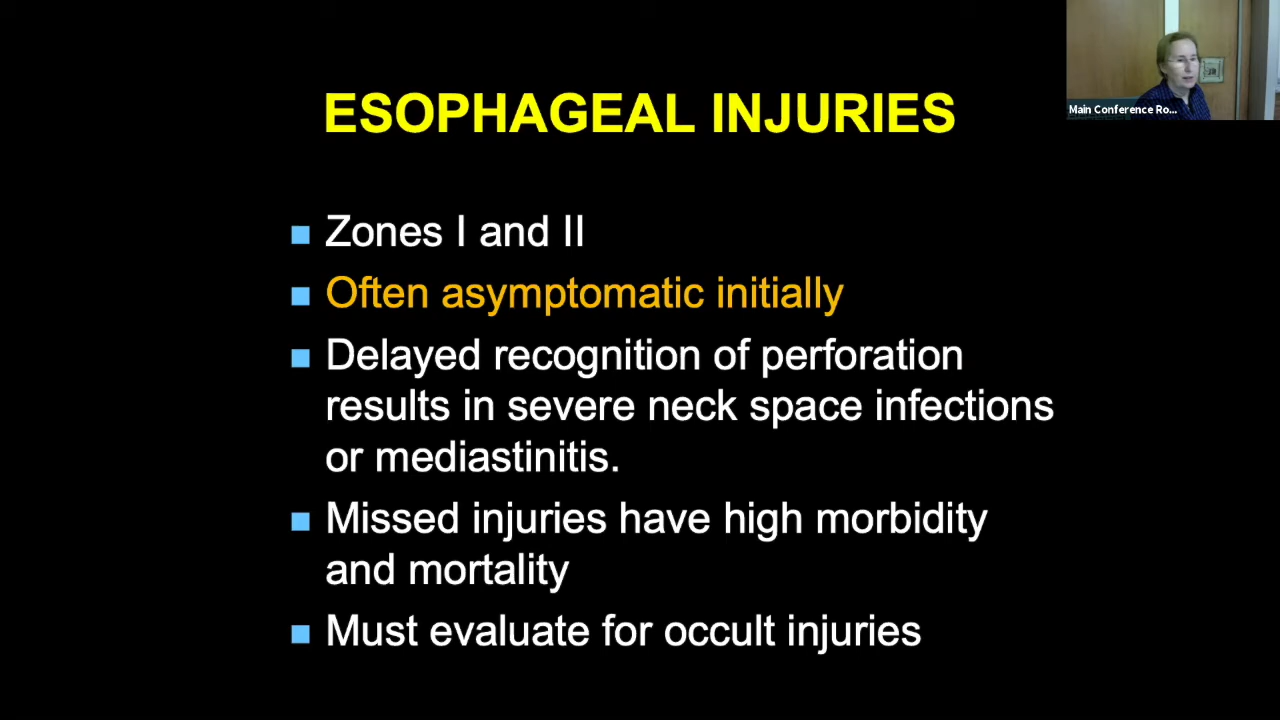 ESOPHAGEAL INJURIES
Main Conference Ro...
Zones I and II
Often asymptomatic initially
Delayed recognition of perforation
results in severe neck space infections
or mediastinitis.
Missed injuries have high morbidity
and mortality
Must evaluate for occult injuries